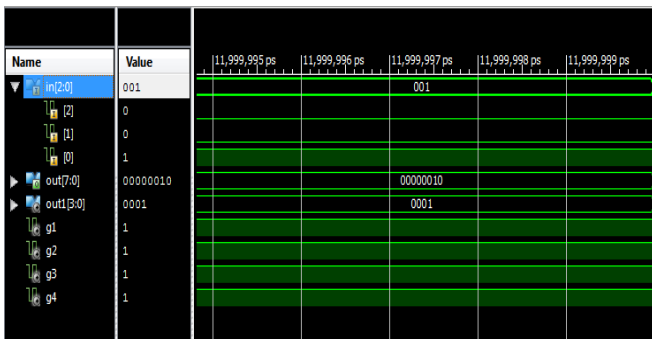 Name Value 11,999,995 ps 11,999,996 ps 11,999,997 ps 11,999,998 ps 11,999,999 ps
in[2:0] 001 001
[2] 0
[1] 0
[0] 1
out[7:0] 00000010 00000010
out1[3:0] 0001 0001
g1 1
g2 1
g3 1
g4 1